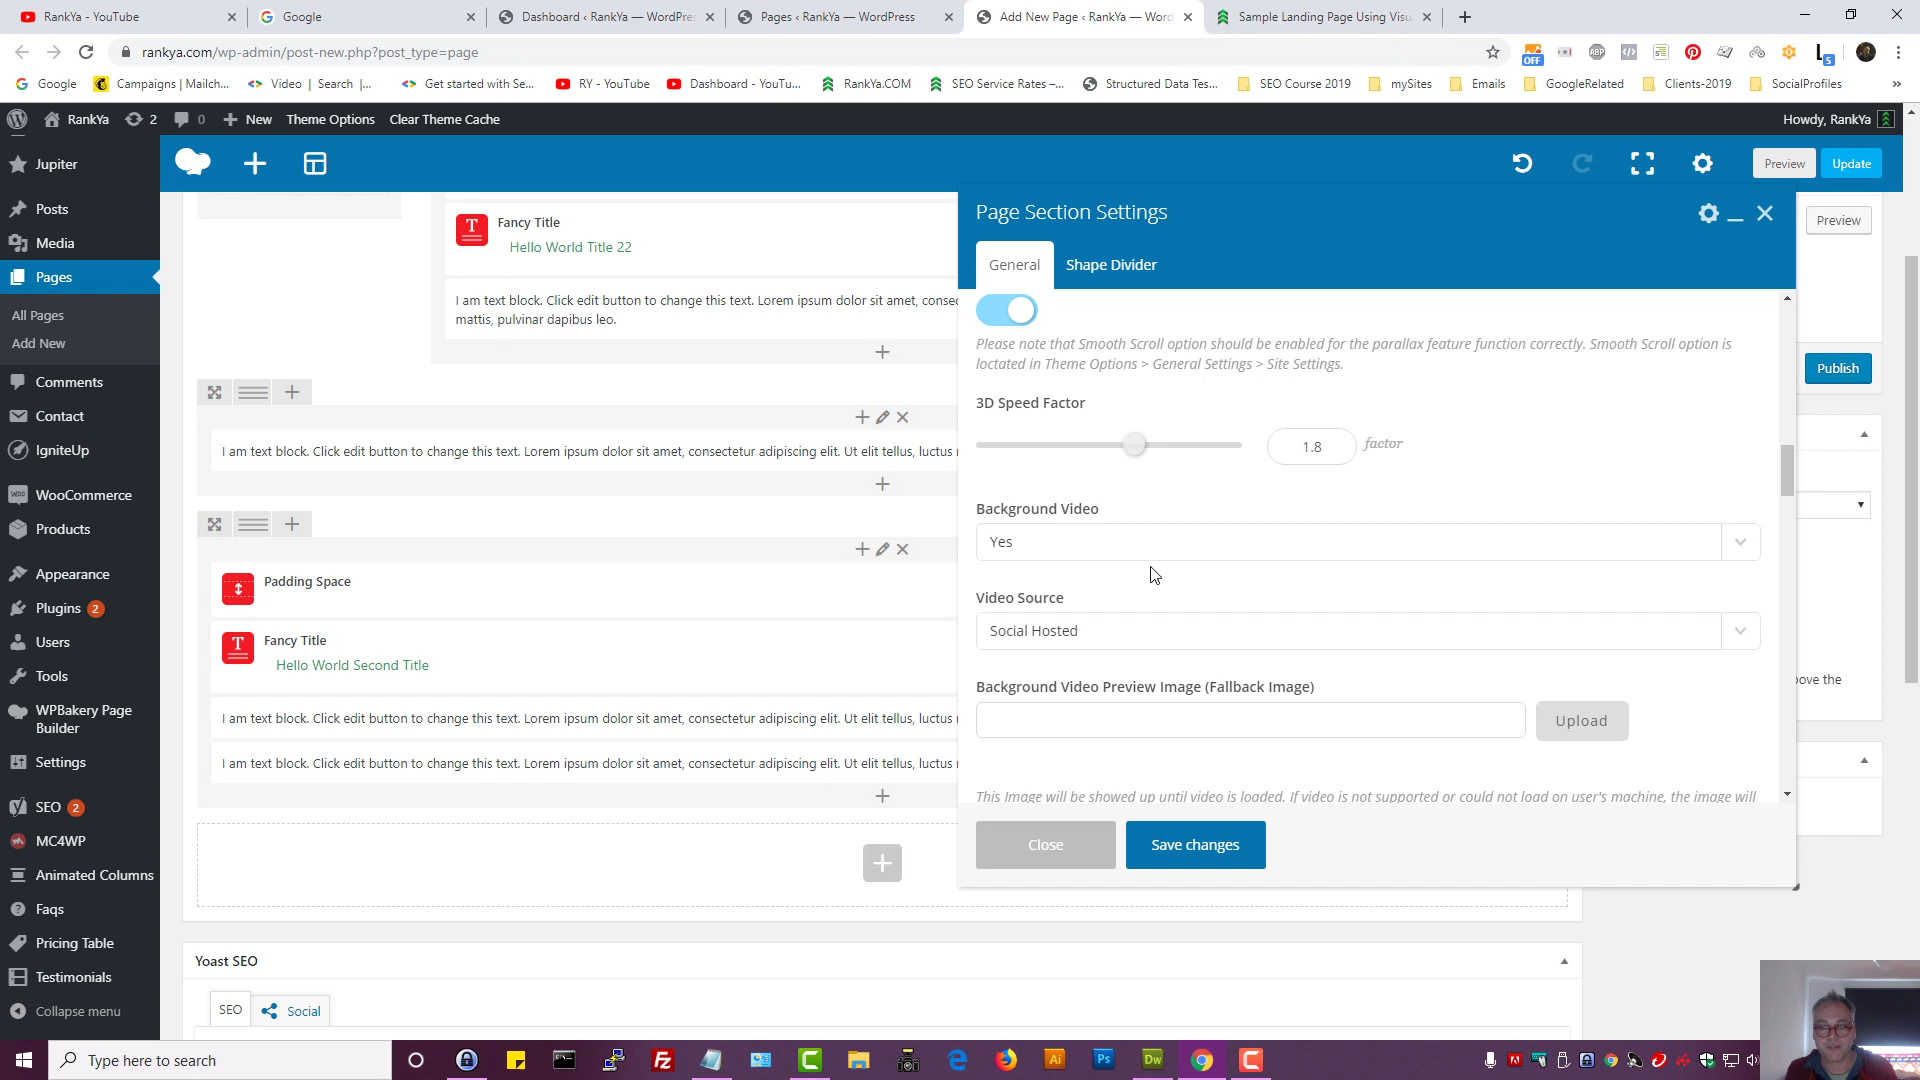 RankYa - YouTube
Google
Dashboard ‹ RankYa — WordPre
Pages ‹ RankYa — WordPress
Add New Page ‹ RankYa — Word
Sample Landing Page Using Visu
rankya.com/wp-admin/post-new.php?post_type=page
OFF
ABP
5
Google
Campaigns | Mailch...
Video | Search |...
Get started with Se...
RY - YouTube
Dashboard - YouTu...
RankYa.COM
SEO Service Rates –...
Structured Data Tes...
SEO Course 2019
mySites
Emails
GoogleRelated
Clients-2019
SocialProfiles
»
RankYa
2
0
New
Theme Options
Clear Theme Cache
Howdy, RankYa
Jupiter
Posts
Media
Pages
All Pages
Add New
Comments
Contact
IgniteUp
WooCommerce
Products
Appearance
Plugins 2
Users
Tools
WPBakery Page
Builder
Settings
SEO 2
MC4WP
Animated Columns
Faqs
Pricing Table
Testimonials
Collapse menu
Preview
Update
Fancy Title
Hello World Title 22
I am text block. Click edit button to change this text. Lorem ipsum dolor sit amet, consec
mattis, pulvinar dapibus leo.
I am text block. Click edit button to change this text. Lorem ipsum dolor sit amet, consectetur adipiscing elit. Ut elit tellus, luctus
Padding Space
Fancy Title
Hello World Second Title
I am text block. Click edit button to change this text. Lorem ipsum dolor sit amet, consectetur adipiscing elit. Ut elit tellus, luctus
I am text block. Click edit button to change this text. Lorem ipsum dolor sit amet, consectetur adipiscing elit. Ut elit tellus, luctus
Yoast SEO
SEO
Social
Page Section Settings
General
Shape Divider
Please note that Smooth Scroll option should be enabled for the parallax feature function correctly. Smooth Scroll option is
loctated in Theme Options > General Settings > Site Settings.
3D Speed Factor
1.8
factor
Background Video
Yes
Video Source
Social Hosted
Background Video Preview Image (Fallback Image)
Upload
This Image will be showed up until video is loaded. If video is not supported or could not load on user's machine, the image will
Close
Save changes
Preview
Publish
ove the
Type here to search
Fz
Ai
Ps
Dw